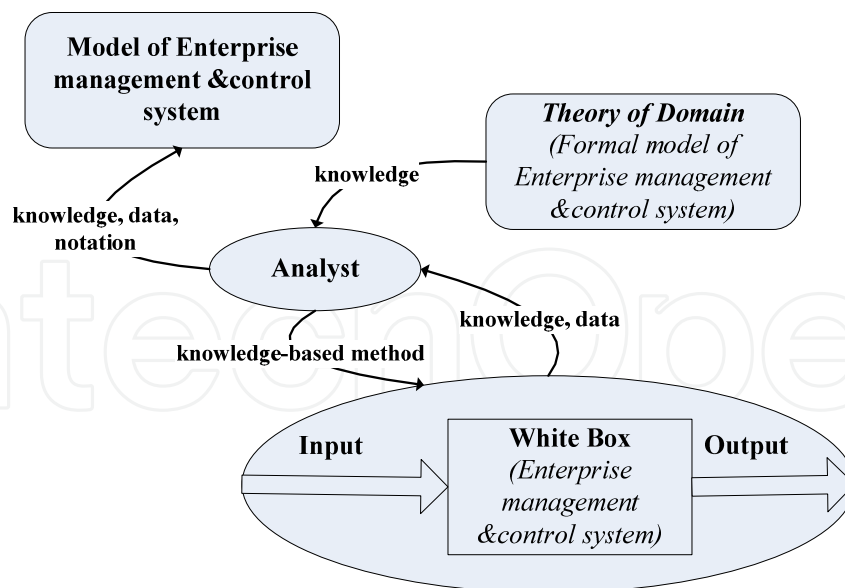 Model of Enterprise
management &control
system
Theory of Domain
(Formal model of
Enterprise management
&control system)
knowledge
knowledge, data,
notation
Analyst
knowledge, data
knowledge-based method
Input
White Box
(Enterprise
management
&control system)
Output
ntechOpe